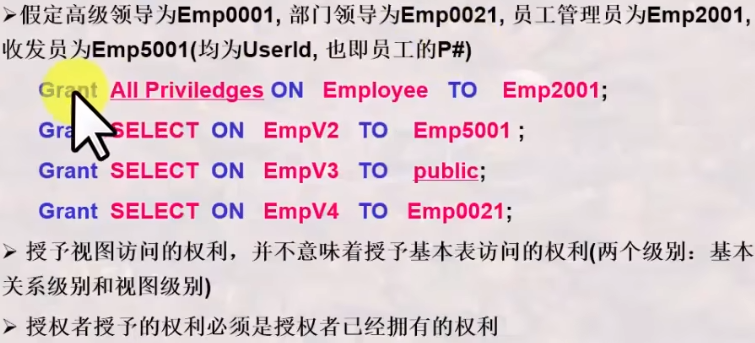 ➢假定高级领导为Emp0001, 部门领导为Emp0021, 员工管理员为Emp2001,
收发员为Emp5001(均为UserId, 也即员工的P#)
Grant All Priviledges ON Employee TO Emp2001;
Grant SELECT ON EmpV2 TO Emp5001 ;
Grant SELECT ON EmpV3 TO public;
Grant SELECT ON EmpV4 TO Emp0021;
➢ 授予视图访问的权利，并不意味着授予基本表访问的权利(两个级别：基本
关系级别和视图级别)
➢ 授权者授予的权利必须是授权者已经拥有的权利